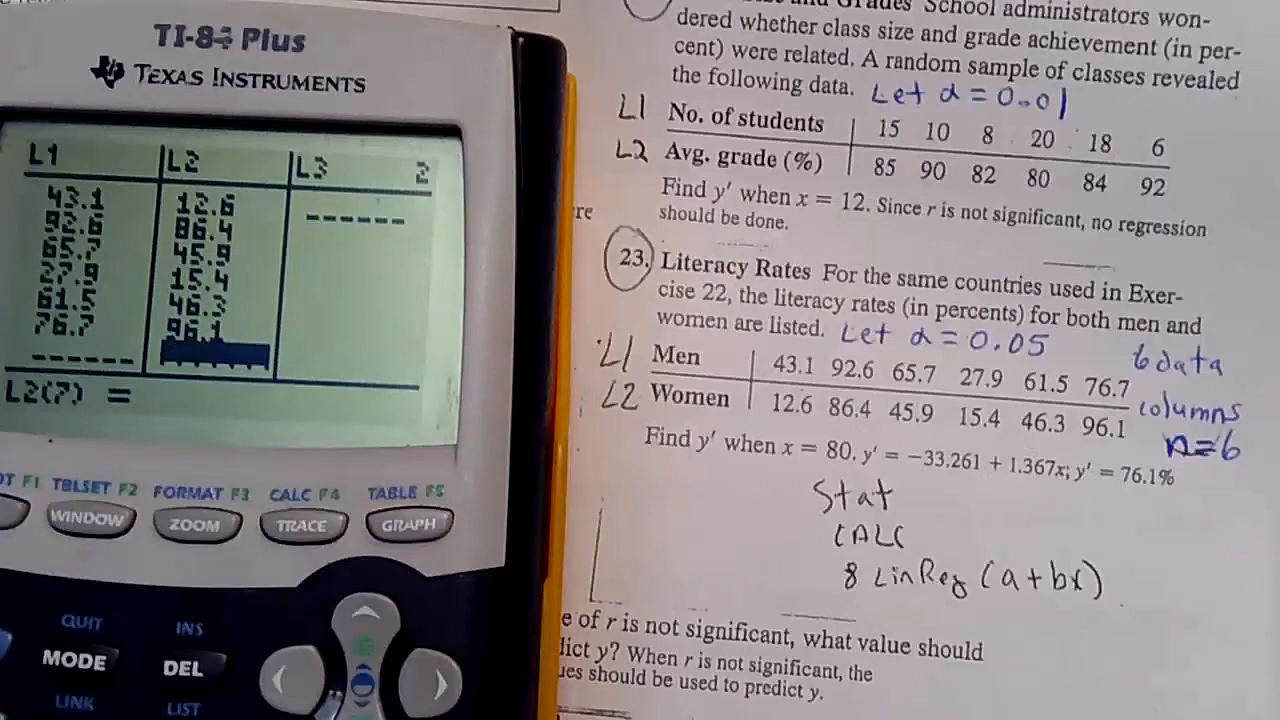 TI-84 Plus
TEXAS INSTRUMENTS
L1 L2 L3 2
43.1 12.6 ------
92.6 86.4
65.7 45.9
27.9 15.4
61.5 46.3
76.7 96.1
------
L2(7) =
OT F1 TBLSET F2 FORMAT F3 CALC F4 TABLE F5
WINDOW ZOOM TRACE GRAPH
QUIT INS
MODE DEL
LINK LIST
Grades School administrators won-
dered whether class size and grade achievement (in per-
cent) were related. A random sample of classes revealed
the following data. Let α = 0.01
L1 No. of students 15 10 8 20 18 6
L2 Avg. grade (%) 85 90 82 80 84 92
Find y′ when x = 12. Since r is not significant, no regression
should be done.
re
23. Literacy Rates For the same countries used in Exer-
cise 22, the literacy rates (in percents) for both men and
women are listed. Let α = 0.05
L1 Men 43.1 92.6 65.7 27.9 61.5 76.7
L2 Women 12.6 86.4 45.9 15.4 46.3 96.1
6 data
columns
n=6
Find y′ when x = 80. y′ = −33.261 + 1.367x; y′ = 76.1%
Stat
CALC
8 LinReg (a+bx)
e of r is not significant, what value should
dict y? When r is not significant, the
ues should be used to predict y.